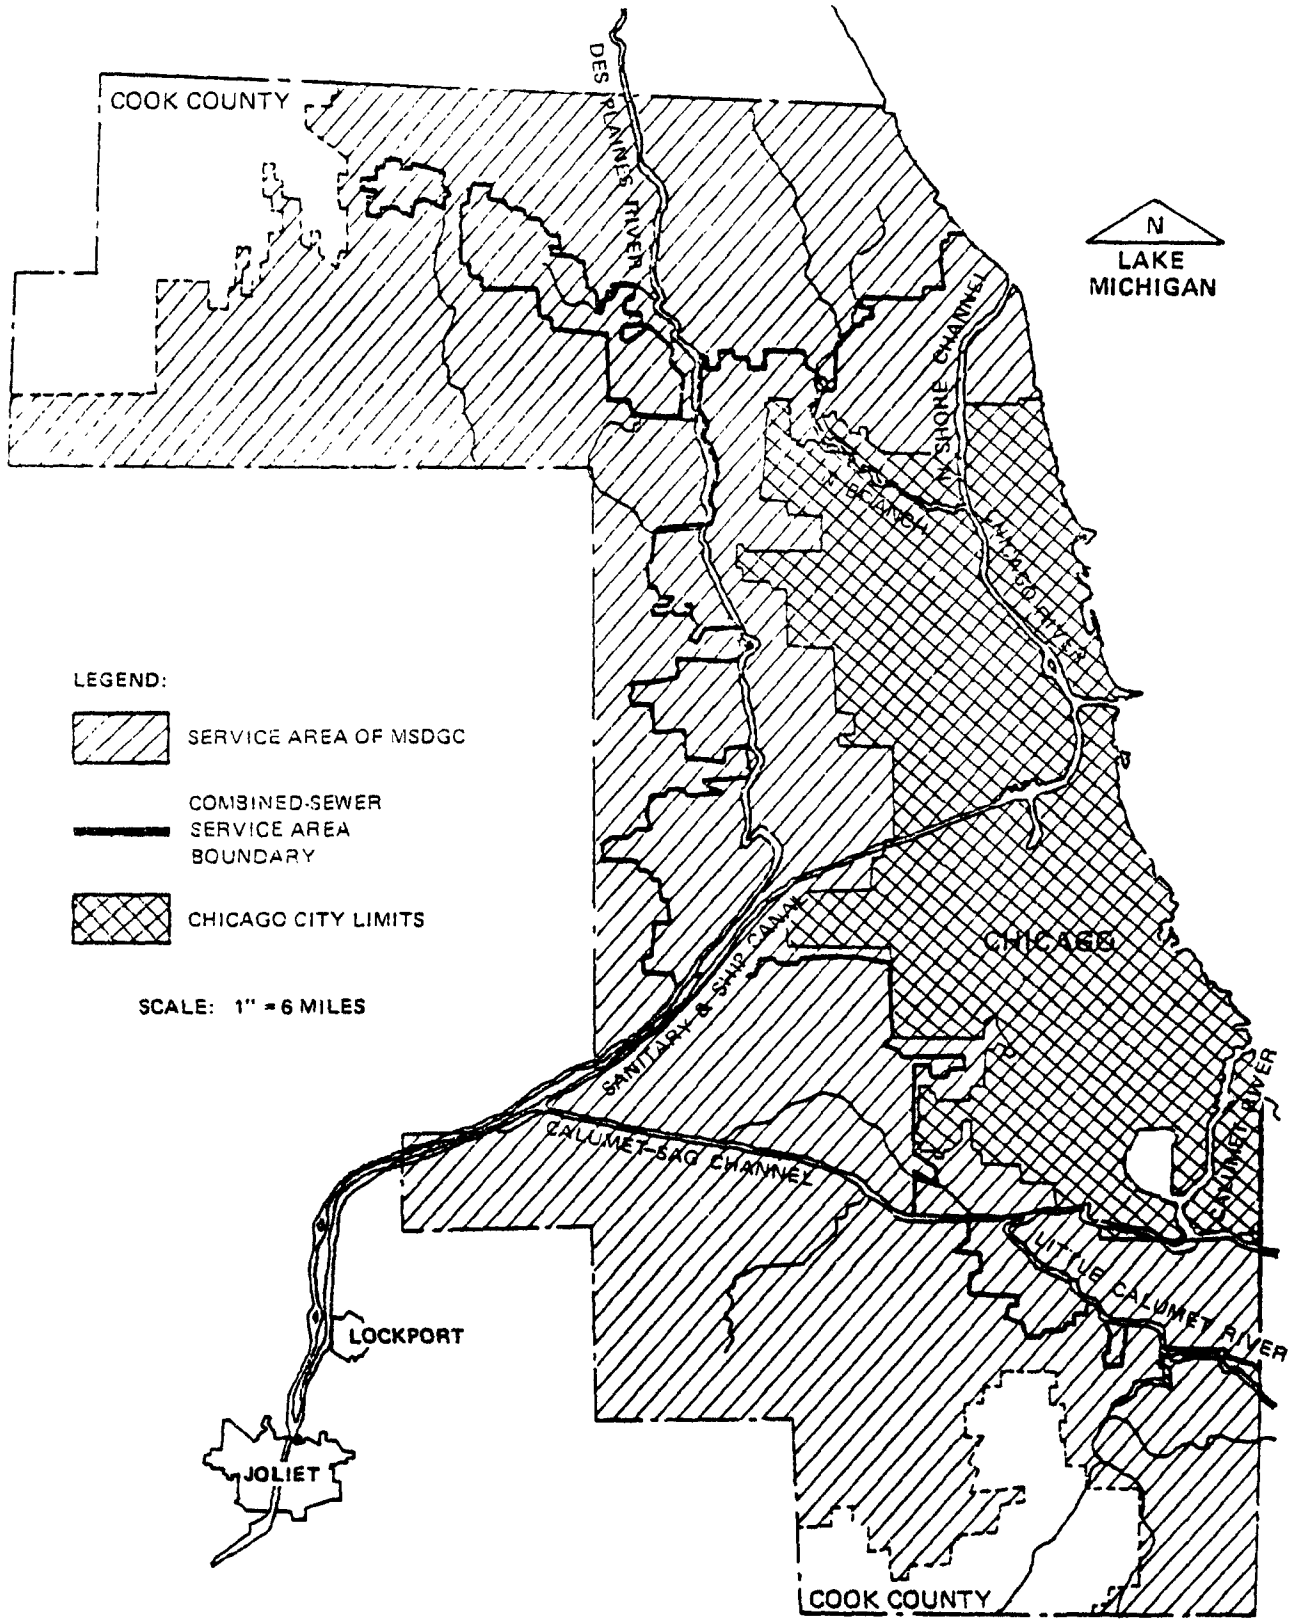 COOK COUNTY
DES PLAINES RIVER
N
LAKE
MICHIGAN
N SHORE CHANNEL
N BRANCH
CHICAGO RIVER
LEGEND:
SERVICE AREA OF MSDGC
COMBINED-SEWER
SERVICE AREA
BOUNDARY
CHICAGO CITY LIMITS
SCALE: 1" = 6 MILES
CHICAGO
SANITARY & SHIP CANAL
CALUMET-SAG CHANNEL
CALUMET RIVER
LITTLE CALUMET RIVER
LOCKPORT
JOLIET
COOK COUNTY